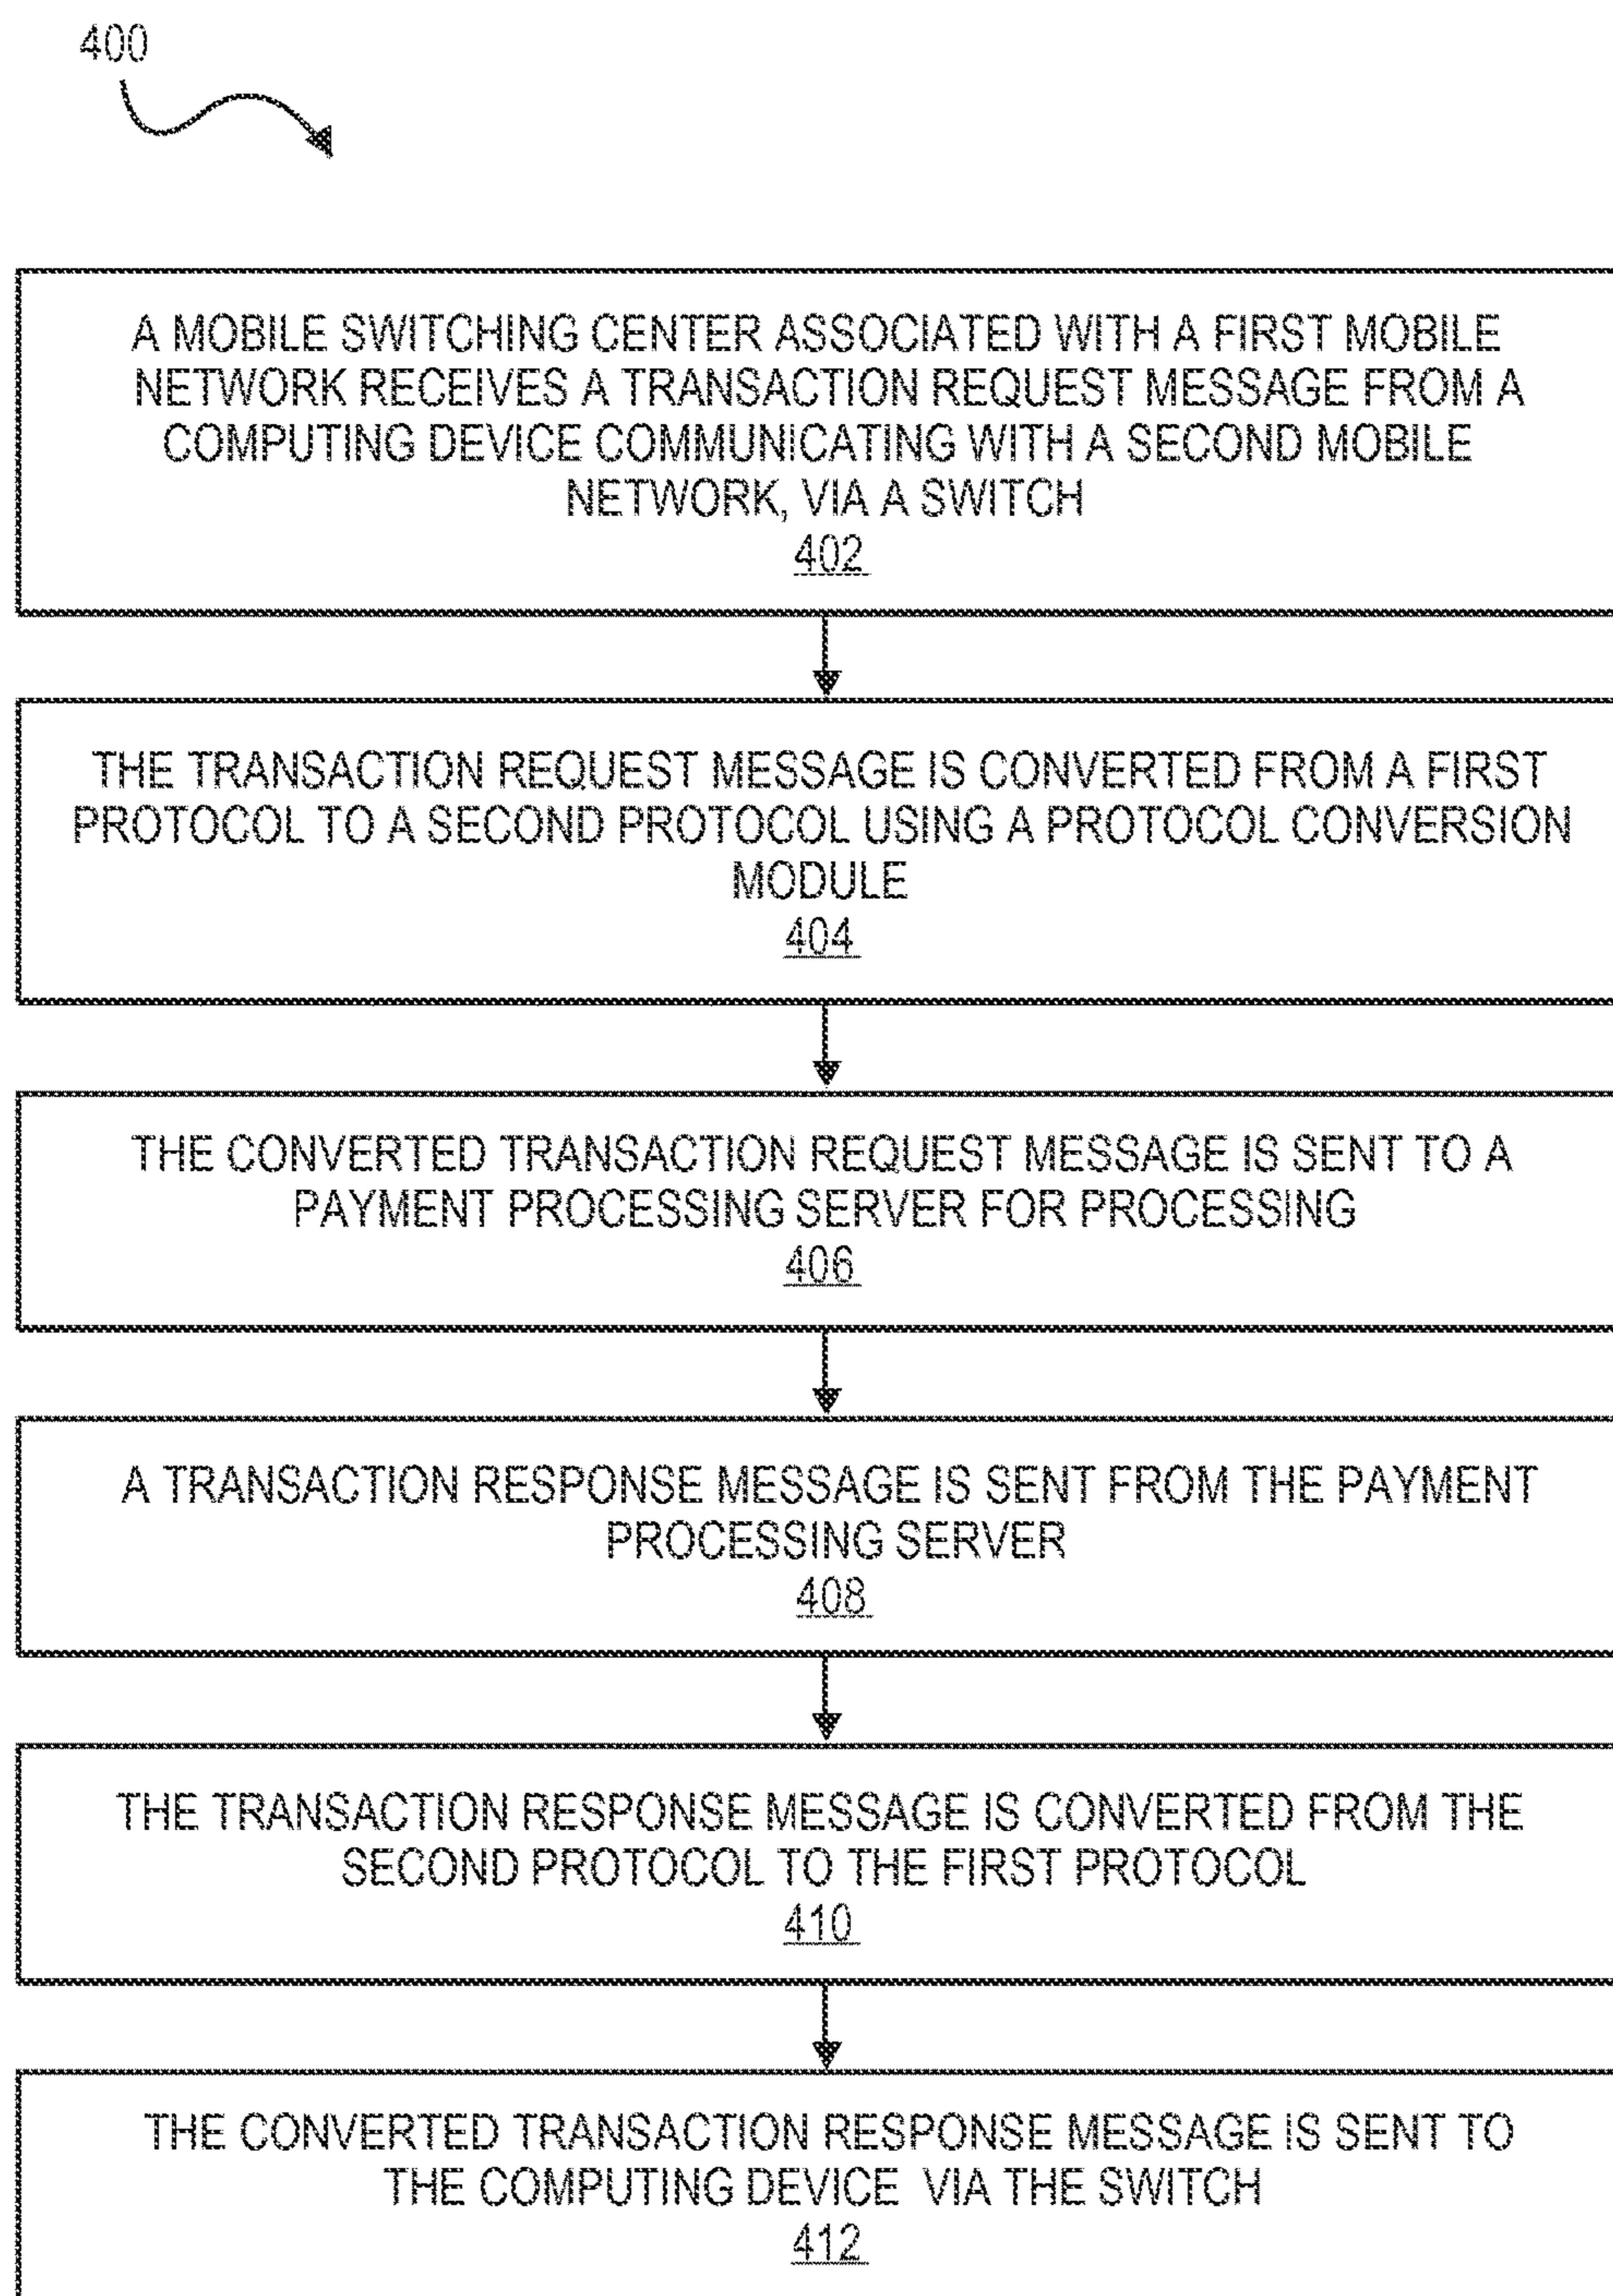 400
A MOBILE SWITCHING CENTER ASSOCIATED WITH A FIRST MOBILE
NETWORK RECEIVES A TRANSACTION REQUEST MESSAGE FROM A
COMPUTING DEVICE COMMUNICATING WITH A SECOND MOBILE
NETWORK, VIA A SWITCH
402
THE TRANSACTION REQUEST MESSAGE IS CONVERTED FROM A FIRST
PROTOCOL TO A SECOND PROTOCOL USING A PROTOCOL CONVERSION
MODULE
404
THE CONVERTED TRANSACTION REQUEST MESSAGE IS SENT TO A
PAYMENT PROCESSING SERVER FOR PROCESSING
406
A TRANSACTION RESPONSE MESSAGE IS SENT FROM THE PAYMENT
PROCESSING SERVER
408
THE TRANSACTION RESPONSE MESSAGE IS CONVERTED FROM THE
SECOND PROTOCOL TO THE FIRST PROTOCOL
410
THE CONVERTED TRANSACTION RESPONSE MESSAGE IS SENT TO
THE COMPUTING DEVICE VIA THE SWITCH
412